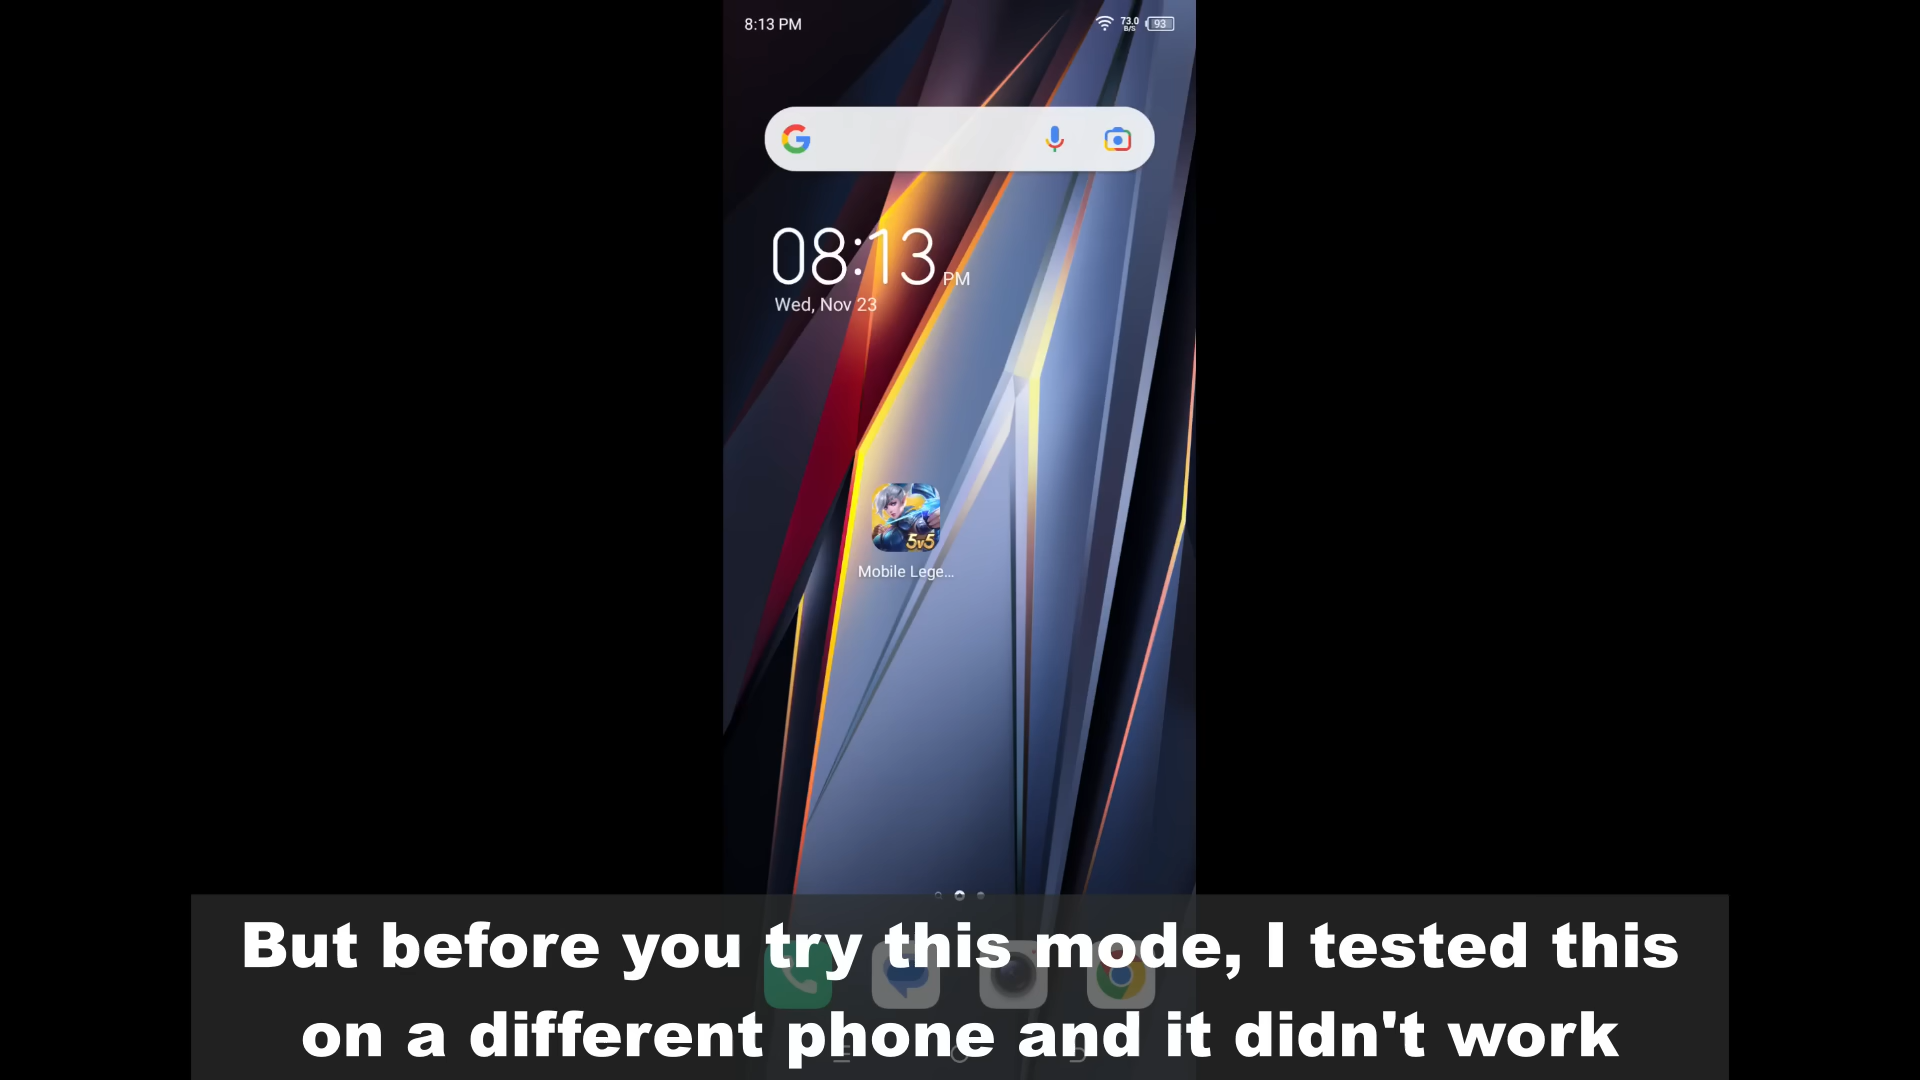 8:13 PM
73.0
B/S
93
08:13 PM
Wed, Nov 23
5v5
Mobile Lege...
But before you try this mode, I tested this
on a different phone and it didn't work